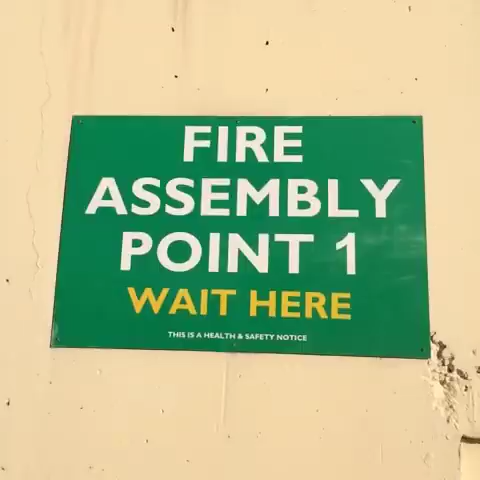 FIRE
ASSEMBLY
POINT 1
WAIT HERE
THIS IS A HEALTH & SAFETY NOTICE